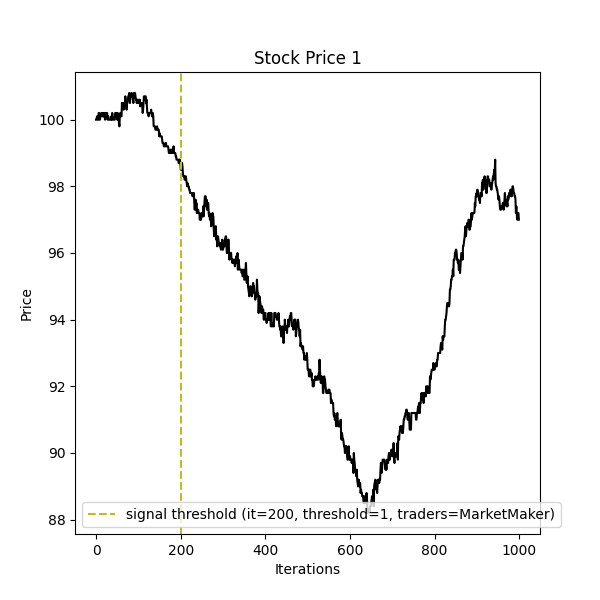 Stock Price 1
100
98
96
94
92
90
88
Price
signal threshold (it=200, threshold=1, traders=MarketMaker)
0 200 400 600 800 1000
Iterations